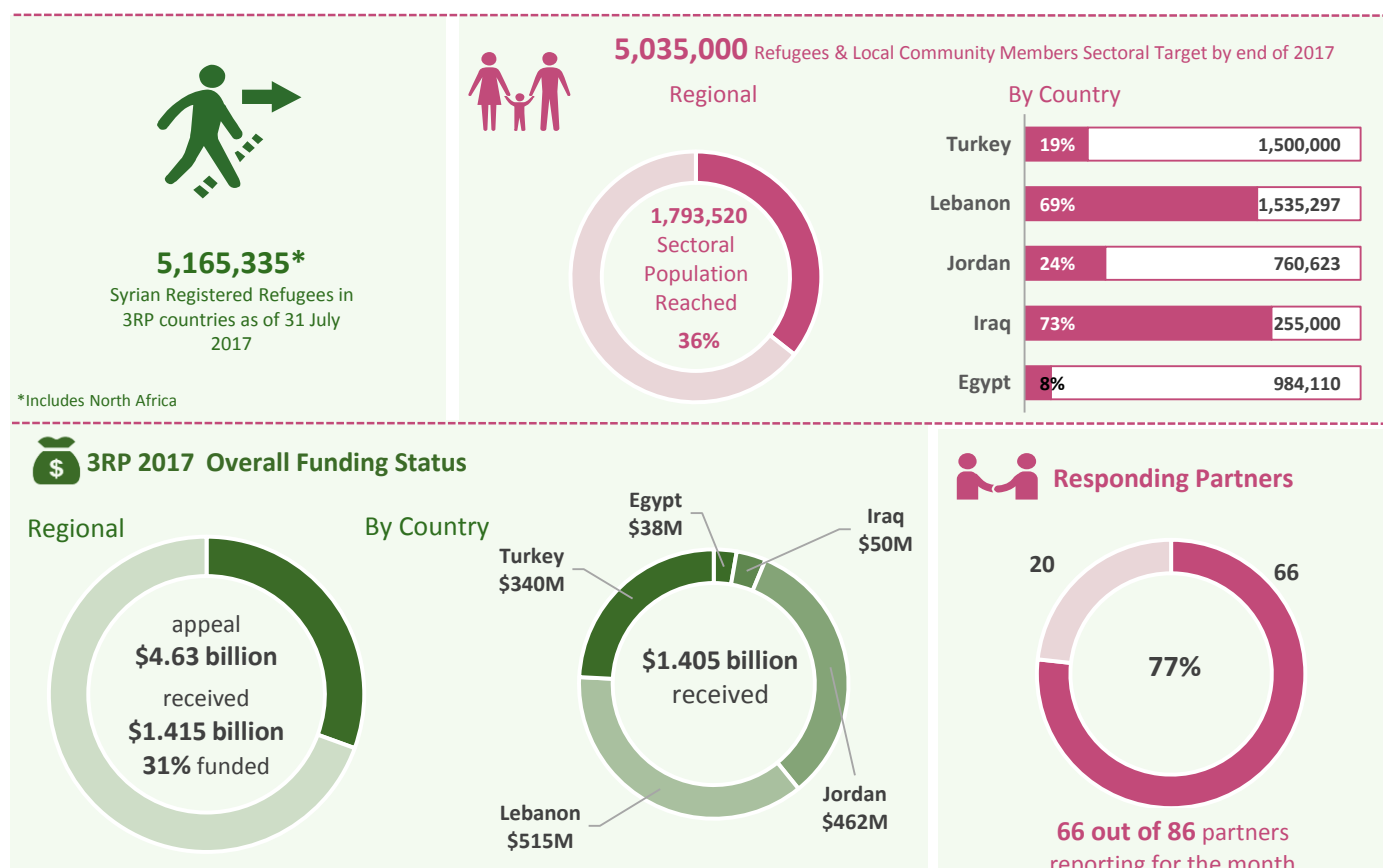 5,165,335*
Syrian Registered Refugees in
3RP countries as of 31 July
2017
*Includes North Africa
5,035,000 Refugees & Local Community Members Sectoral Target by end of 2017
Regional
1,793,520
Sectoral
Population
Reached
36%
By Country
Turkey 19% 1,500,000
Lebanon 69% 1,535,297
Jordan 24% 760,623
Iraq 73% 255,000
Egypt 8% 984,110
$ 3RP 2017 Overall Funding Status
Regional
appeal
$4.63 billion
received
$1.415 billion
31% funded
By Country
Egypt
$38M
Iraq
$50M
Turkey
$340M
$1.405 billion
received
Lebanon
$515M
Jordan
$462M
Responding Partners
20
66
77%
66 out of 86 partners
reporting for the month